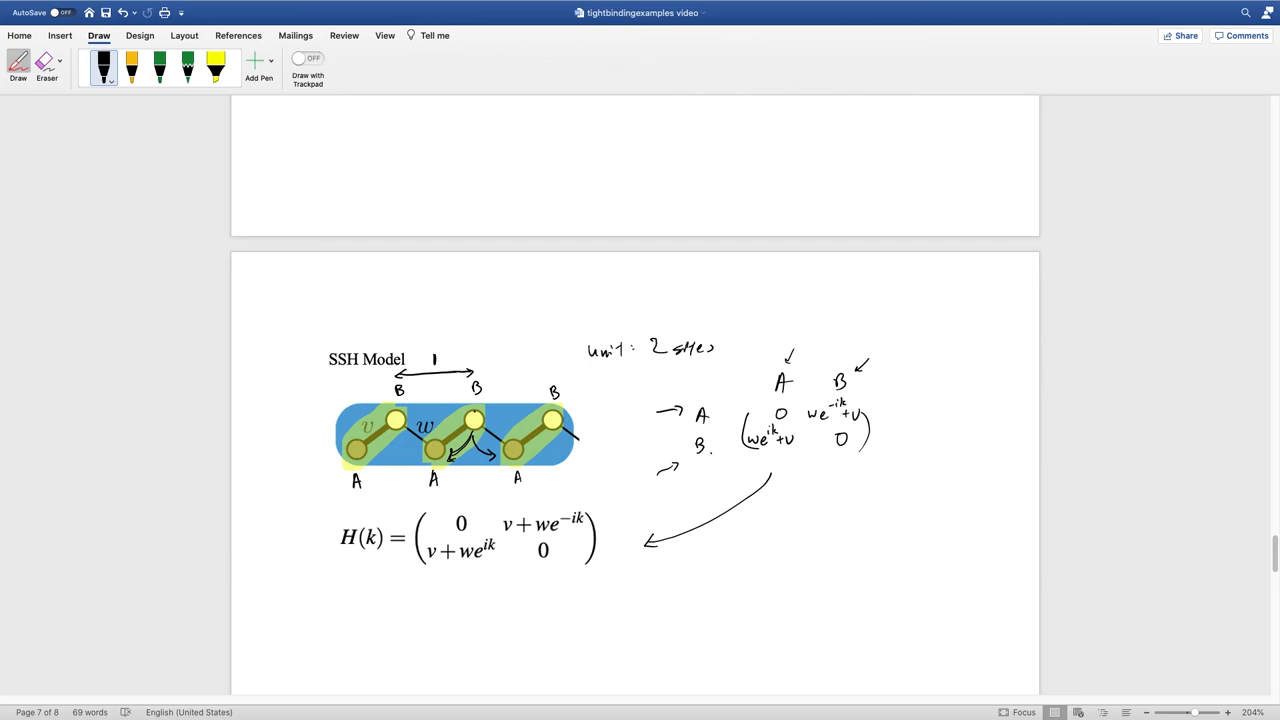 AutoSave OFF
tightbindingexamples video
Home Insert Draw Design Layout References Mailings Review View Tell me
Share Comments
Draw Eraser Add Pen OFF Draw with Trackpad
SSH Model 1
unit: 2 sites
B B B
A B
v w
A 0 we^{-ik}+v
B. we^{ik}+v 0
A A A
H(k) = ( 0 v + we^{-ik}
v + we^{ik} 0 )
Page 7 of 8 69 words English (United States) Focus 204%